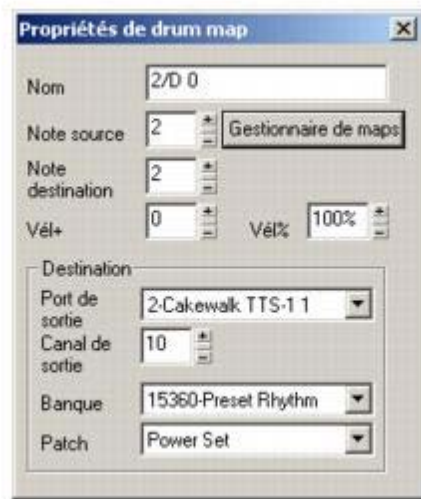 Propriétés de drum map
Nom 2/D 0
Note source 2 Gestionnaire de maps
Note destination 2
Vél+ 0 Vél% 100%
Destination
Port de sortie 2-Cakewalk TTS-1 1
Canal de sortie 10
Banque 15360-Preset Rhythm
Patch Power Set